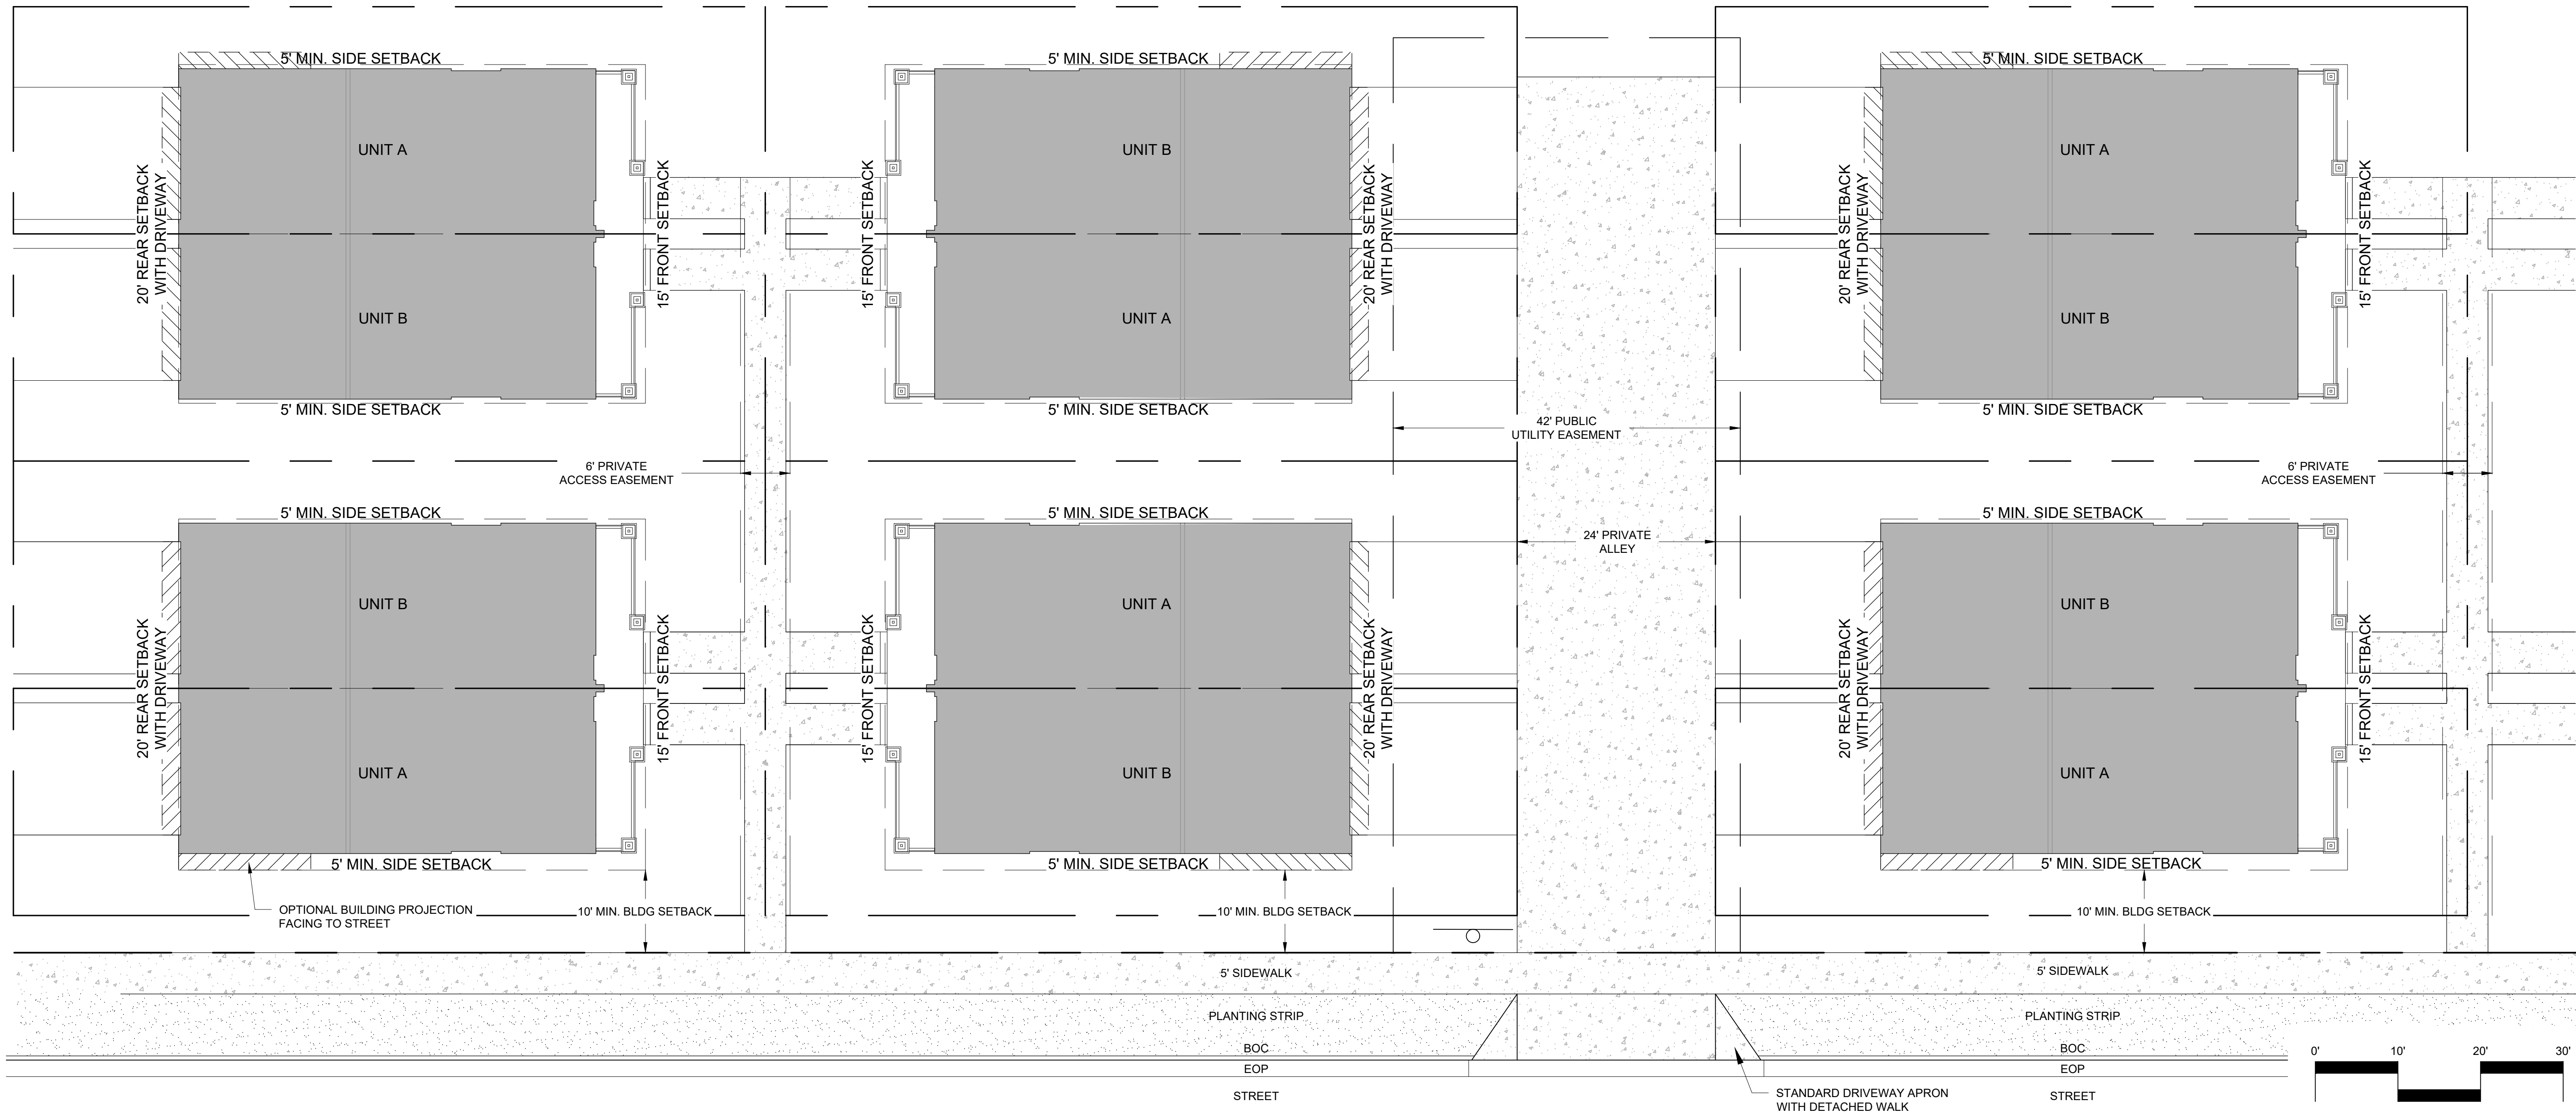 5' MIN. SIDE SETBACK
5' MIN. SIDE SETBACK
5' MIN. SIDE SETBACK
UNIT A
UNIT B
UNIT A
20' REAR SETBACK
WITH DRIVEWAY
15' FRONT SETBACK
15' FRONT SETBACK
20' REAR SETBACK
WITH DRIVEWAY
20' REAR SETBACK
WITH DRIVEWAY
15' FRONT SETBACK
UNIT B
UNIT A
UNIT B
5' MIN. SIDE SETBACK
5' MIN. SIDE SETBACK
5' MIN. SIDE SETBACK
42' PUBLIC
UTILITY EASEMENT
6' PRIVATE
ACCESS EASEMENT
6' PRIVATE
ACCESS EASEMENT
5' MIN. SIDE SETBACK
5' MIN. SIDE SETBACK
5' MIN. SIDE SETBACK
24' PRIVATE
ALLEY
UNIT B
UNIT A
UNIT B
20' REAR SETBACK
WITH DRIVEWAY
15' FRONT SETBACK
15' FRONT SETBACK
20' REAR SETBACK
WITH DRIVEWAY
20' REAR SETBACK
WITH DRIVEWAY
15' FRONT SETBACK
UNIT A
UNIT B
UNIT A
5' MIN. SIDE SETBACK
5' MIN. SIDE SETBACK
5' MIN. SIDE SETBACK
OPTIONAL BUILDING PROJECTION
FACING TO STREET
10' MIN. BLDG SETBACK
10' MIN. BLDG SETBACK
10' MIN. BLDG SETBACK
5' SIDEWALK
5' SIDEWALK
PLANTING STRIP
PLANTING STRIP
BOC
BOC
EOP
EOP
STREET
STREET
STANDARD DRIVEWAY APRON
WITH DETACHED WALK
0' 10' 20' 30'